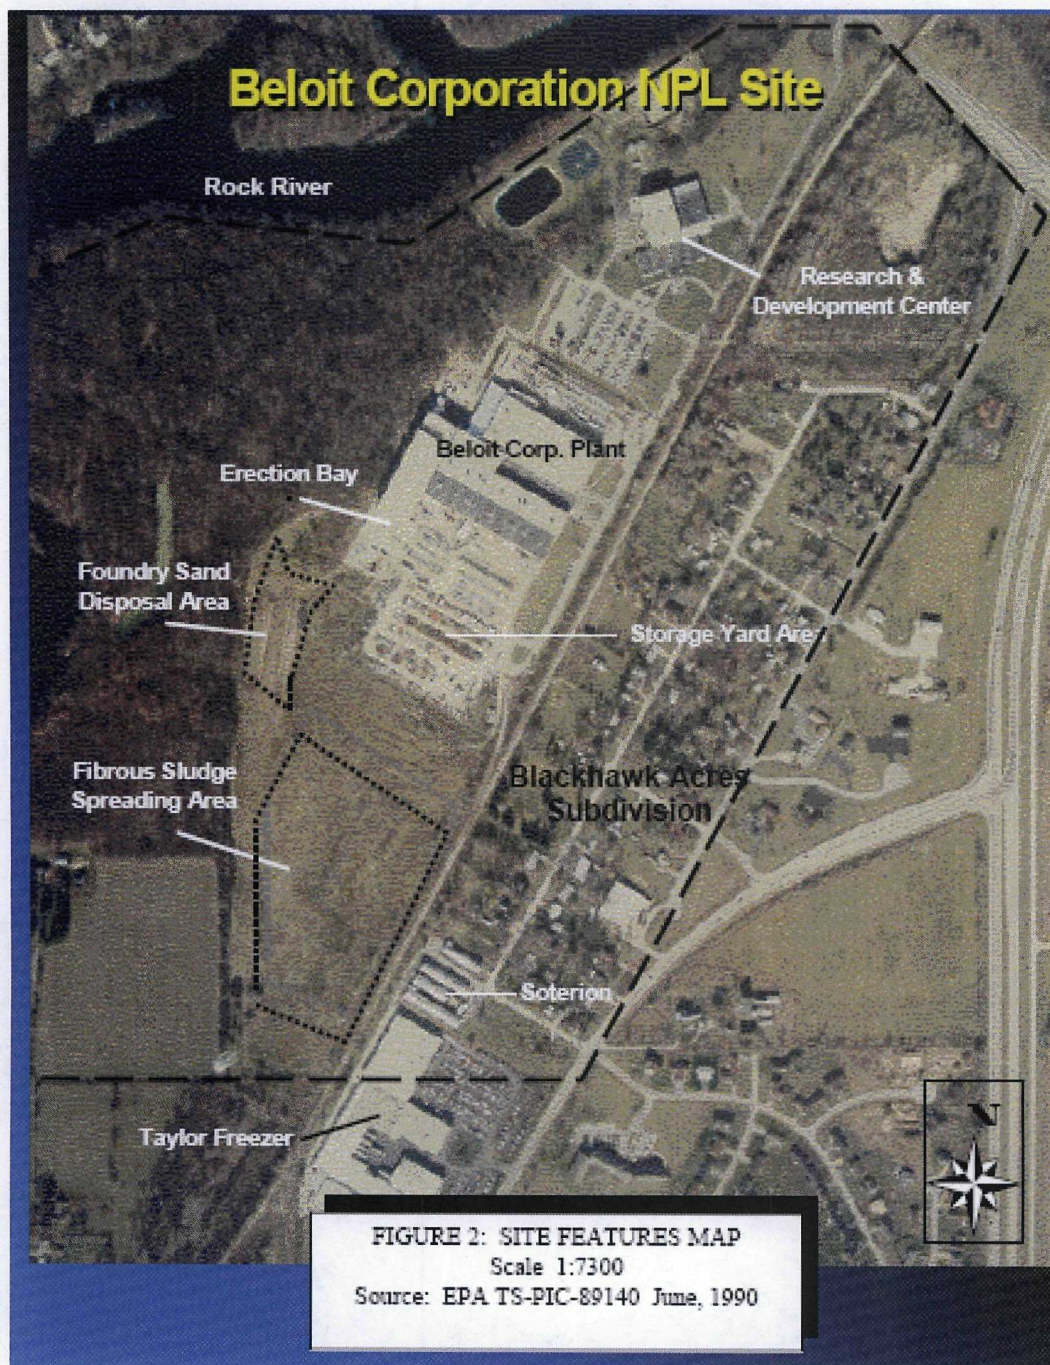 Beloit Corporation NPL Site
Rock River
Research &
Development Center
Beloit Corp. Plant
Erection Bay
Foundry Sand
Disposal Area
Storage Yard Are
Fibrous Sludge
Spreading Area
Blackhawk Acres
Subdivision
Soterion
Taylor Freezer
N
FIGURE 2: SITE FEATURES MAP
Scale 1:7300
Source: EPA TS-PIC-89140 June, 1990